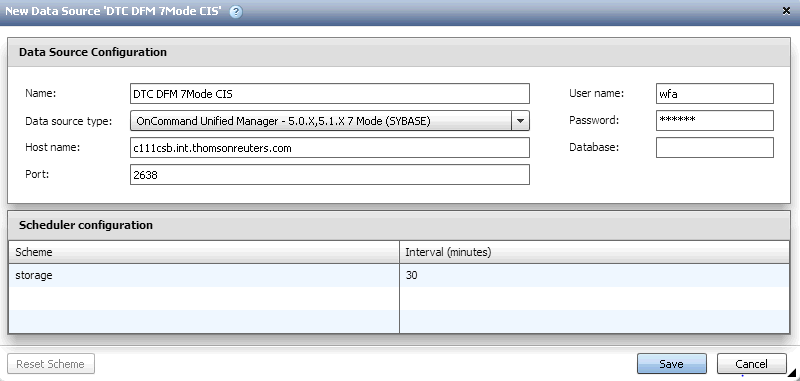 New Data Source 'DTC DFM 7Mode CIS' ?
Data Source Configuration
Name: DTC DFM 7Mode CIS User name: wfa
Data source type: OnCommand Unified Manager - 5.0.X,5.1.X 7 Mode (SYBASE) Password: ******
Host name: c111csb.int.thomsonreuters.com Database:
Port: 2638
Scheduler configuration
Scheme Interval (minutes)
storage 30
Reset Scheme Save Cancel